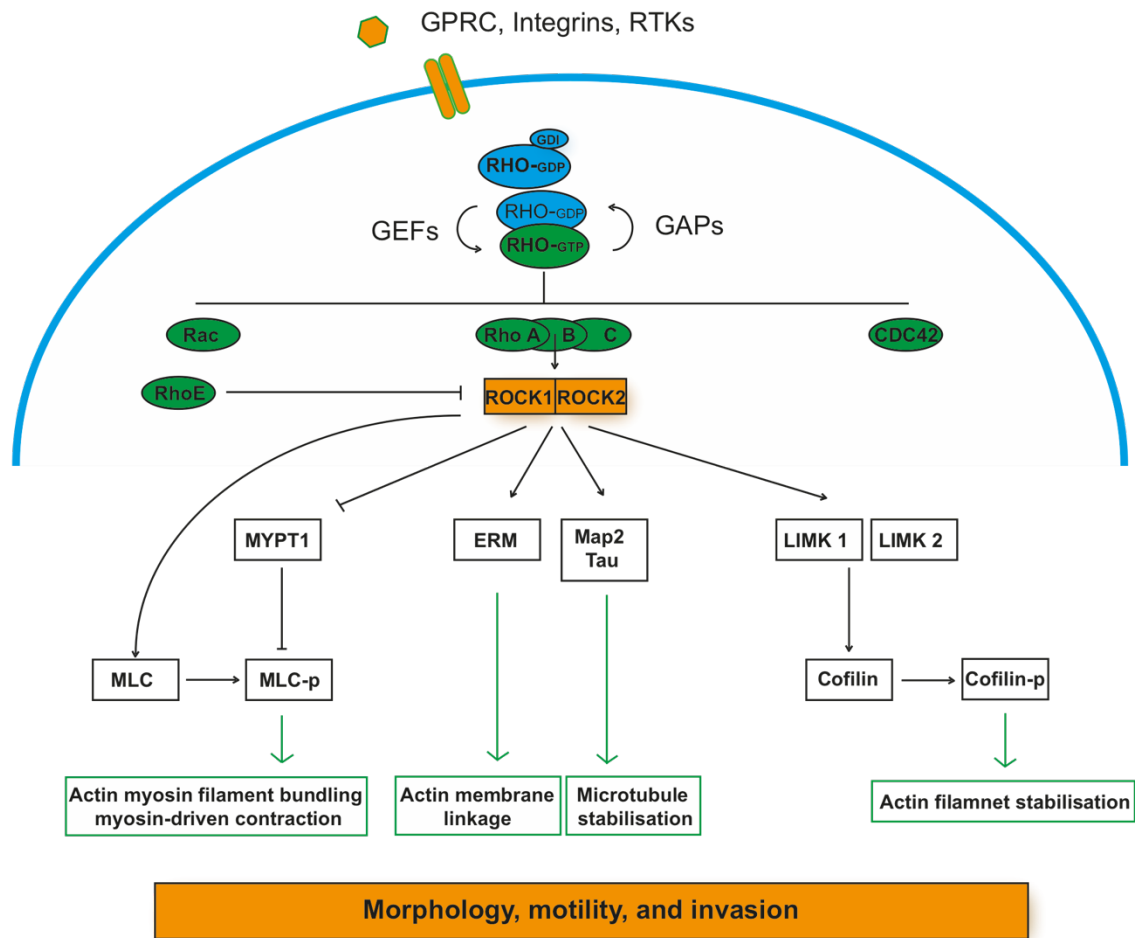 GPRC, Integrins, RTKs
GDI
RHO-GDP
RHO-GDP
GEFs
GAPs
RHO-GTP
Rac
Rho A
B
C
CDC42
RhoE
ROCK1
ROCK2
MYPT1
ERM
Map2
Tau
LIMK 1
LIMK 2
MLC
MLC-p
Cofilin
Cofilin-p
Actin myosin filament bundling
myosin-driven contraction
Actin membrane
linkage
Microtubule
stabilisation
Actin filamnet stabilisation
Morphology, motility, and invasion